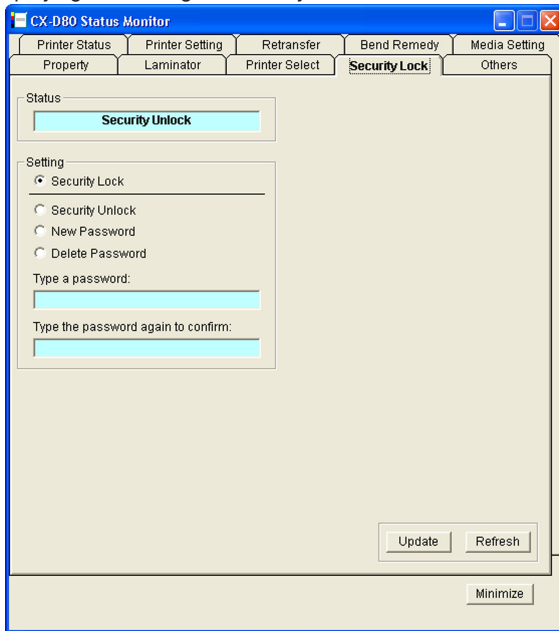 CX-D80 Status Monitor
Printer Status Printer Setting Retransfer Bend Remedy Media Setting
Property Laminator Printer Select Security Lock Others
Status
Security Unlock
Setting
Security Lock
Security Unlock
New Password
Delete Password
Type a password:
Type the password again to confirm:
Update Refresh
Minimize